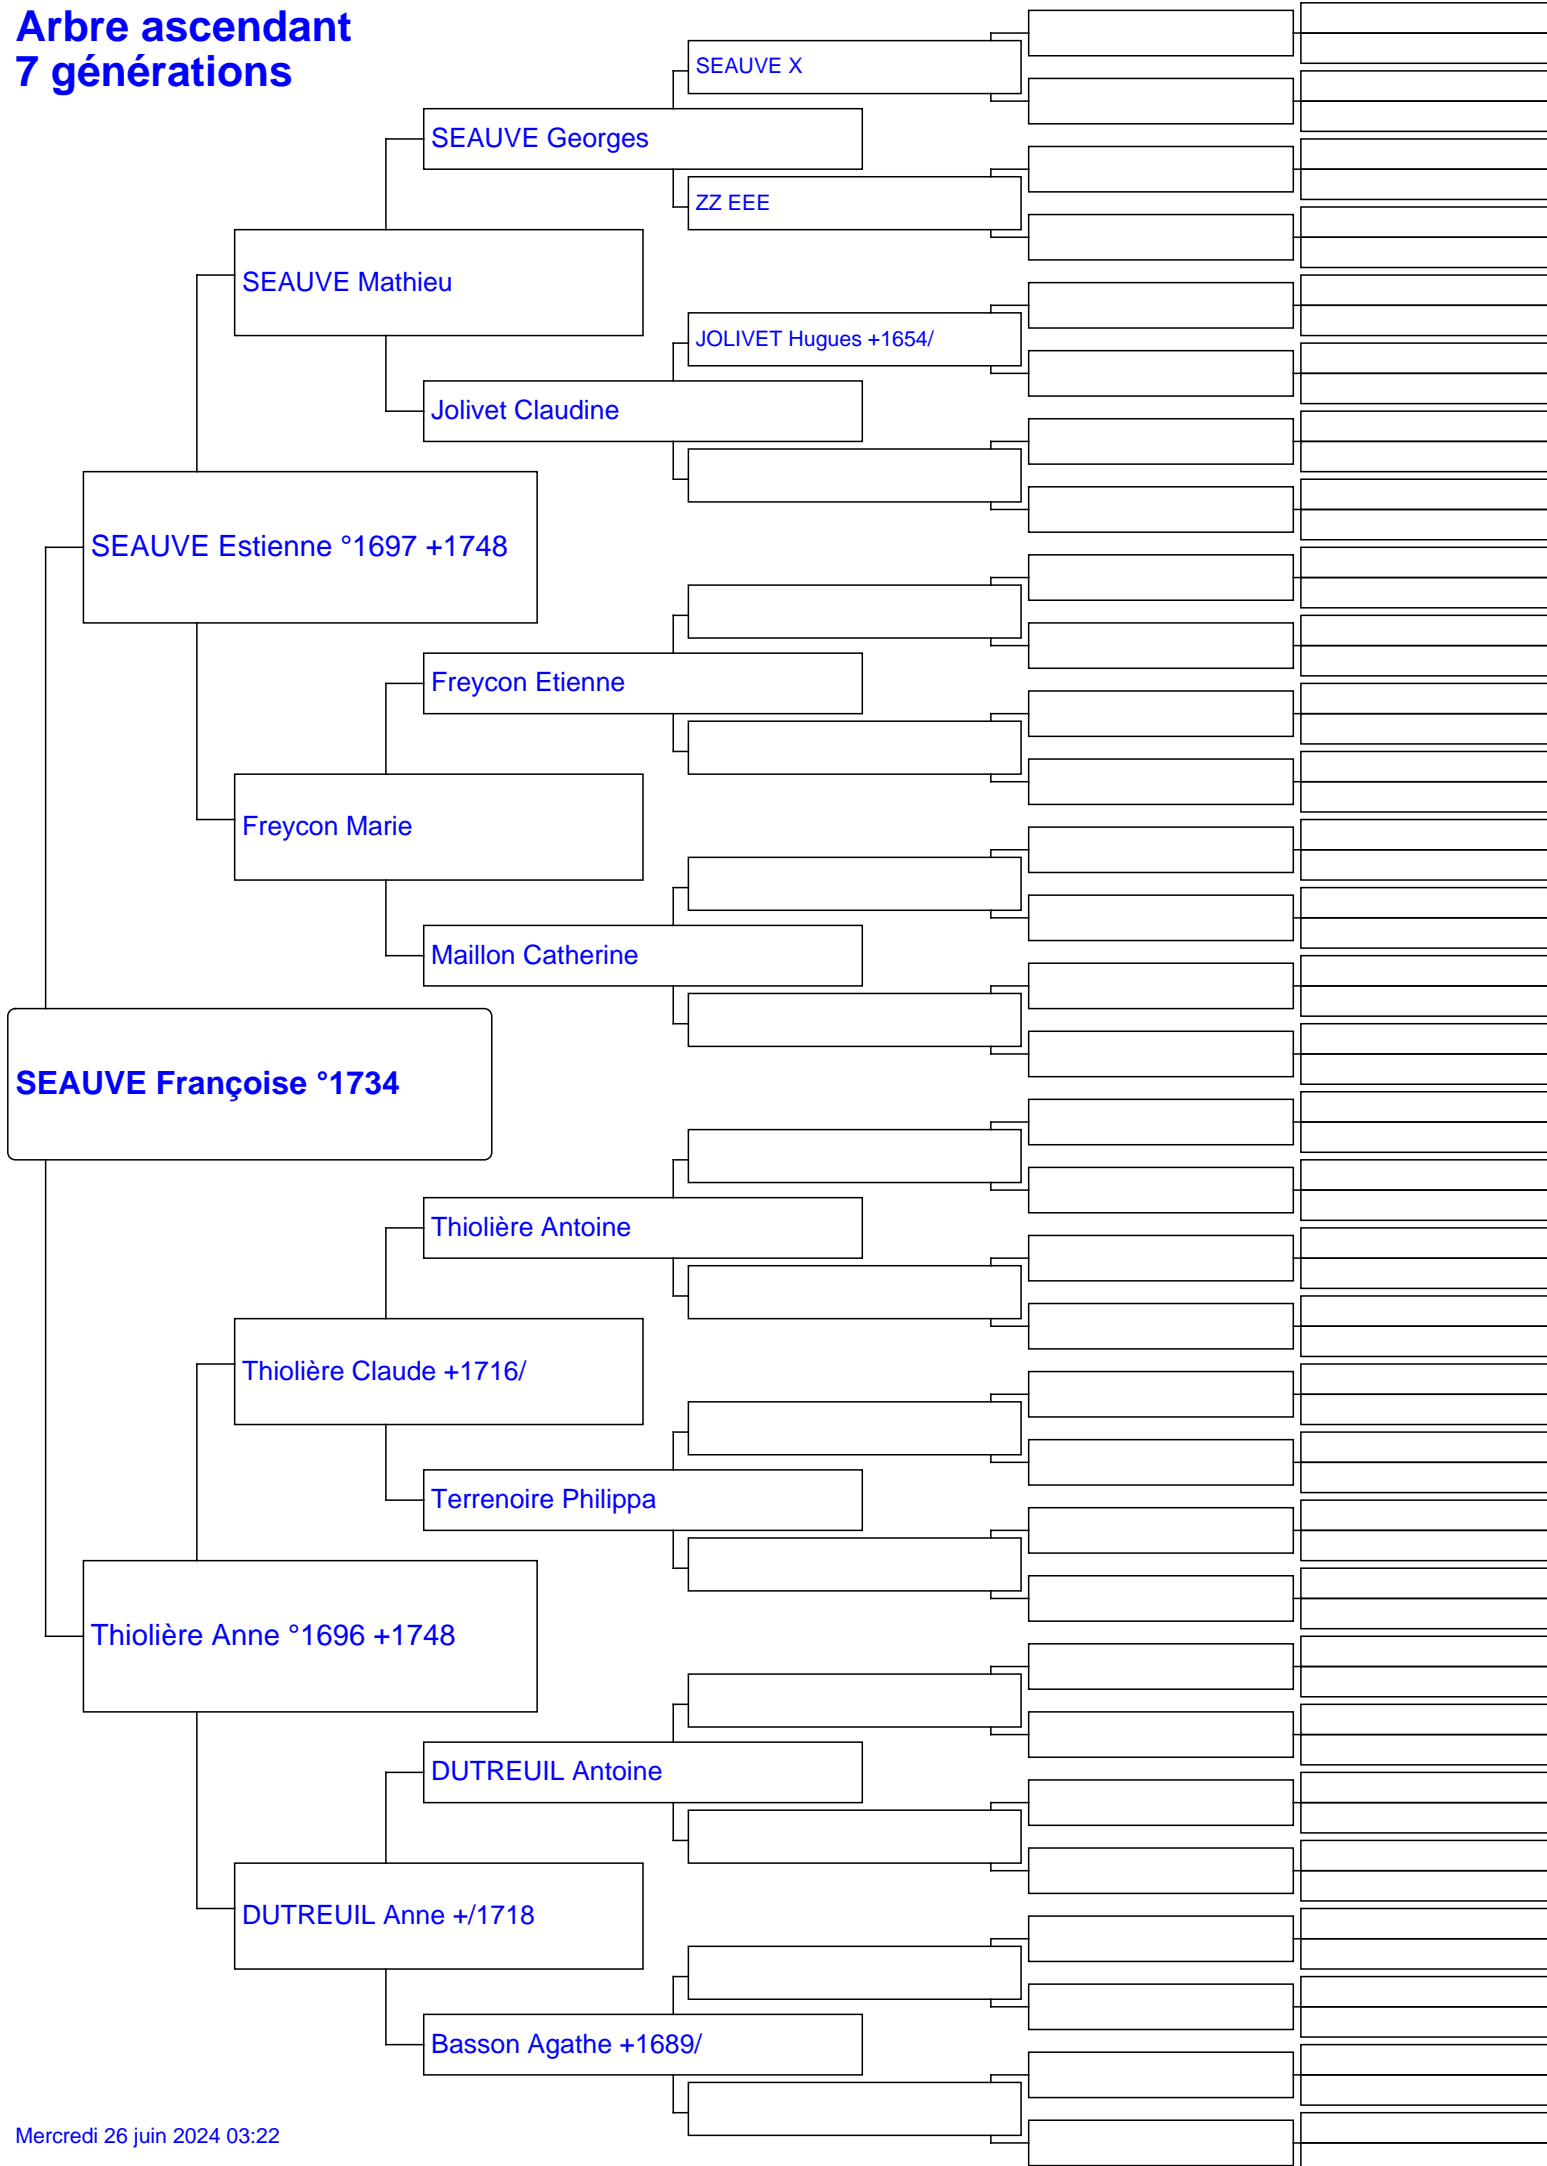 Arbre ascendant
7 générations
SEAUVE X
SEAUVE Georges
ZZ EEE
SEAUVE Mathieu
JOLIVET Hugues +1654/
Jolivet Claudine
SEAUVE Estienne °1697 +1748
Freycon Etienne
Freycon Marie
Maillon Catherine
SEAUVE Françoise °1734
Thiolière Antoine
Thiolière Claude +1716/
Terrenoire Philippa
Thiolière Anne °1696 +1748
DUTREUIL Antoine
DUTREUIL Anne +/1718
Basson Agathe +1689/
Mercredi 26 juin 2024 03:22